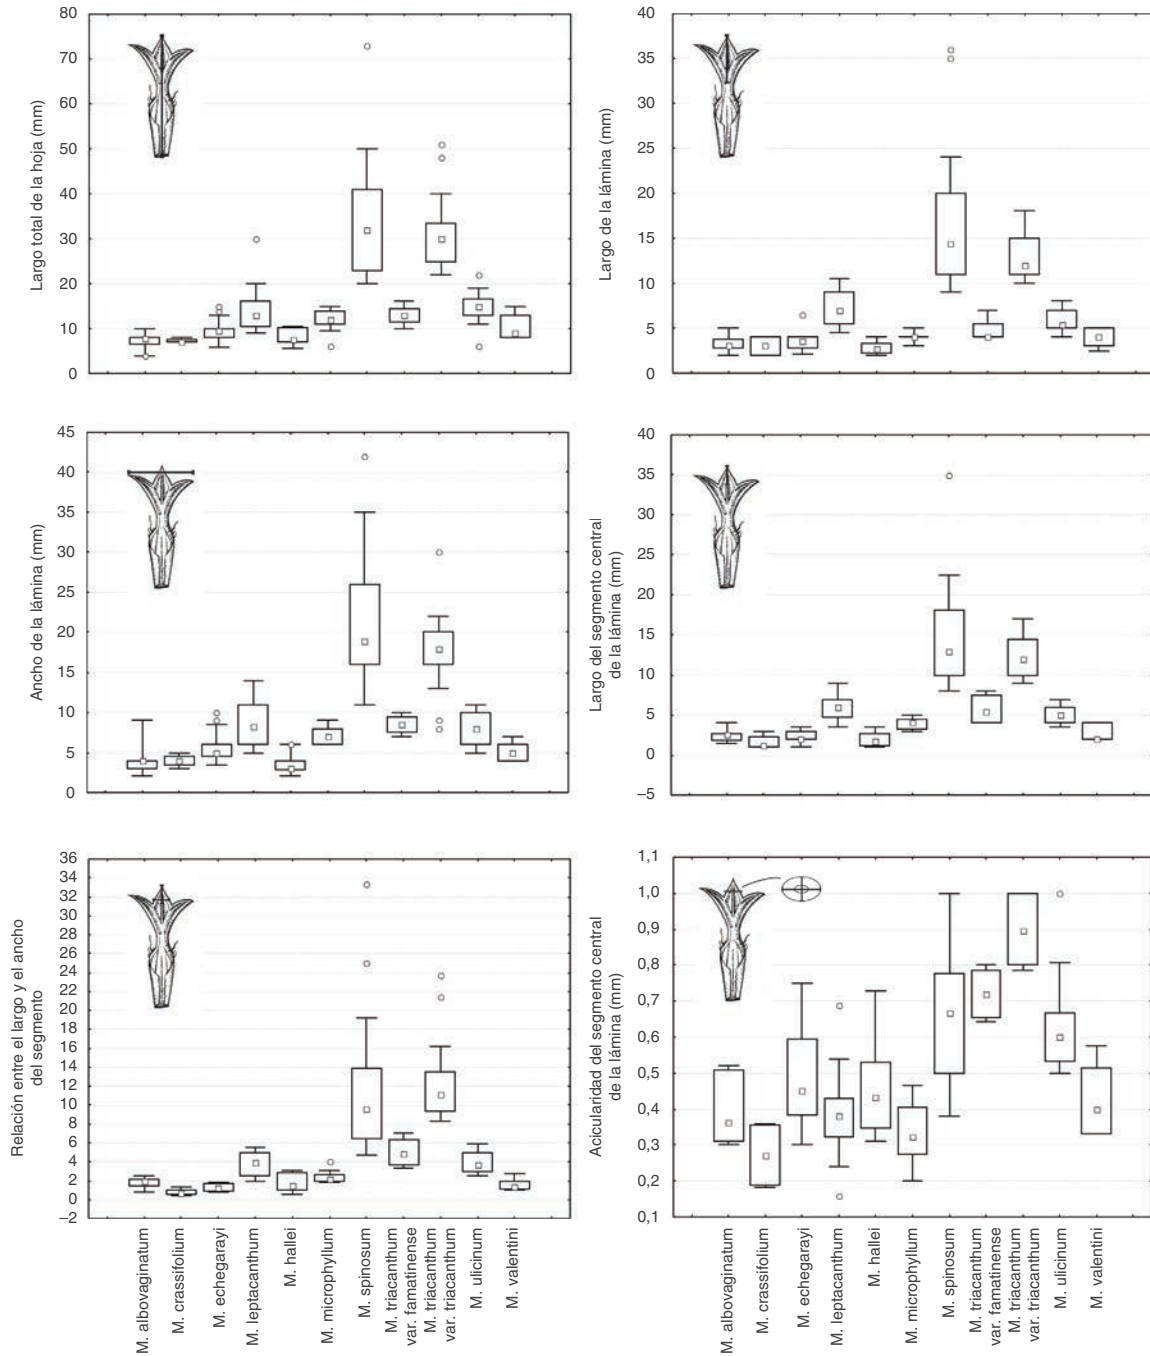 Largo total de la hoja (mm)
80
70
60
50
40
30
20
10
0
Largo de la lámina (mm)
40
35
30
25
20
15
10
5
0
Ancho de la lámina (mm)
45
40
35
30
25
20
15
10
5
0
Largo del segmento central
de la lámina (mm)
40
35
30
25
20
15
10
5
0
–5
Relación entre el largo y el ancho
del segmento
36
34
32
30
28
26
24
22
20
18
16
14
12
10
8
6
4
2
0
–2
M. albovaginatum
M. crassifolium
M. echegarayi
M. leptacanthum
M. hallei
M. microphyllum
M. spinosum
M. triacanthum
var. famatinense
M. triacanthum
var. triacanthum
M. ulicinum
M. valentini
Acicularidad del segmento central
de la lámina (mm)
1,1
1,0
0,9
0,8
0,7
0,6
0,5
0,4
0,3
0,2
0,1
M. albovaginatum
M. crassifolium
M. echegarayi
M. leptacanthum
M. hallei
M. microphyllum
M. spinosum
M. triacanthum
var. famatinense
M. triacanthum
var. triacanthum
M. ulicinum
M. valentini